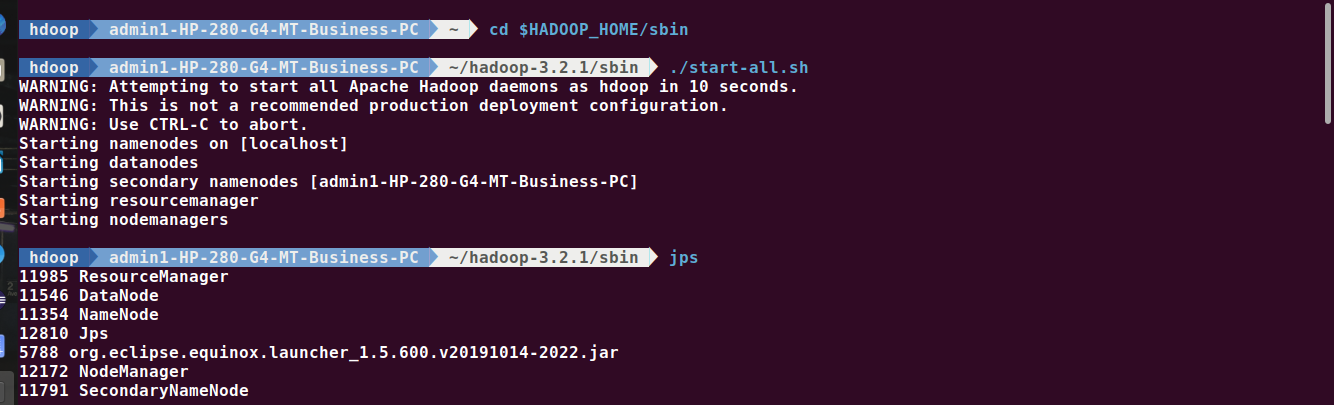 hdoop admin1-HP-280-G4-MT-Business-PC ~ cd $HADOOP_HOME/sbin
hdoop admin1-HP-280-G4-MT-Business-PC ~/hadoop-3.2.1/sbin ./start-all.sh
WARNING: Attempting to start all Apache Hadoop daemons as hdoop in 10 seconds.
WARNING: This is not a recommended production deployment configuration.
WARNING: Use CTRL-C to abort.
Starting namenodes on [localhost]
Starting datanodes
Starting secondary namenodes [admin1-HP-280-G4-MT-Business-PC]
Starting resourcemanager
Starting nodemanagers
hdoop admin1-HP-280-G4-MT-Business-PC ~/hadoop-3.2.1/sbin jps
11985 ResourceManager
11546 DataNode
11354 NameNode
12810 Jps
5788 org.eclipse.equinox.launcher_1.5.600.v20191014-2022.jar
12172 NodeManager
11791 SecondaryNameNode